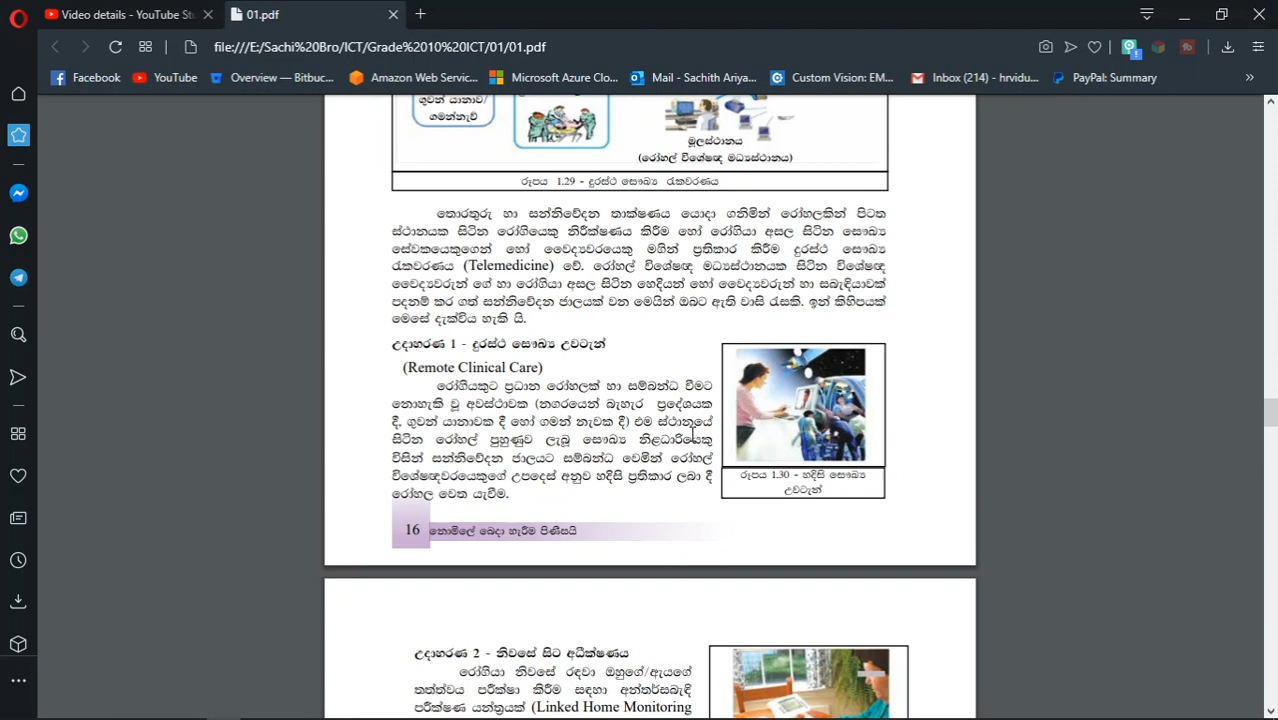 Video details - YouTube St
01.pdf
file:///E:/Sachi%20Bro/ICT/Grade%2010%20ICT/01/01.pdf
Facebook
YouTube
Overview — Bitbuc...
Amazon Web Servic...
Microsoft Azure Clo...
Mail - Sachith Ariya...
Custom Vision: EM...
Inbox (214) - hrvidu...
PayPal: Summary
ගුවන් යානාව/
ගමන්නැව්
මූලස්ථානය
(රෝහල් විශේෂඥ මධ්‍යස්ථානය)
රූපය 1.29 - දුරස්ථ සෞඛ්‍ය රැකවරණය
තොරතුරු හා සන්නිවේදන තාක්ෂණය යොදා ගනිමින් රෝහලකින් පිටත
ස්ථානයක සිටින රෝගියෙකු නිරීක්ෂණය කිරීම හෝ රෝගියා අසල සිටින සෞඛ්‍ය
සේවකයෙකුගෙන් හෝ වෛද්‍යවරයෙකු මගින් ප්‍රතිකාර කිරීම දුරස්ථ සෞඛ්‍ය
රැකවරණය (Telemedicine) වේ. රෝහල් විශේෂඥ මධ්‍යස්ථානයක සිටින විශේෂඥ
වෛද්‍යවරුන් ගේ හා රෝගියා අසල සිටින හෙදියන් හෝ වෛද්‍යවරුන් හා සබැඳියාවක්
පදනම් කර ගත් සන්නිවේදන ජාලයක් වන මෙයින් ඔබට ඇති වාසි රැසකි. ඉන් කිහිපයක්
මෙසේ දැක්විය හැකි යි.
උදාහරණ 1 - දුරස්ථ සෞඛ්‍ය උවටැන්
(Remote Clinical Care)
රෝගියකුට ප්‍රධාන රෝහලක් හා සම්බන්ධ වීමට
නොහැකි වූ අවස්ථාවක (නගරයෙන් බැහැර ප්‍රදේශයක
දී, ගුවන් යානාවක දී හෝ ගමන් නැවක දී) එම ස්ථානයේ
සිටින රෝහල් පුහුණුව ලැබූ සෞඛ්‍ය නිළධාරියෙකු
විසින් සන්නිවේදන ජාලයට සම්බන්ධ වෙමින් රෝහල්
විශේෂඥවරයෙකුගේ උපදෙස් අනුව හදිසි ප්‍රතිකාර ලබා දී
රෝහල වෙත යැවීම.
රූපය 1.30 - හදිසි සෞඛ්‍ය
උවටැන්
16 නොමිලේ බෙදා හැරීම පිණිසයි
උදාහරණ 2 - නිවසේ සිට අධීක්ෂණය
රෝගියා නිවසේ රඳවා ඔහුගේ/ඇයගේ
තත්ත්වය පරීක්ෂා කිරීම සඳහා අන්තර්සබැඳි
පරීක්ෂණ යන්ත්‍රයක් (Linked Home Monitoring